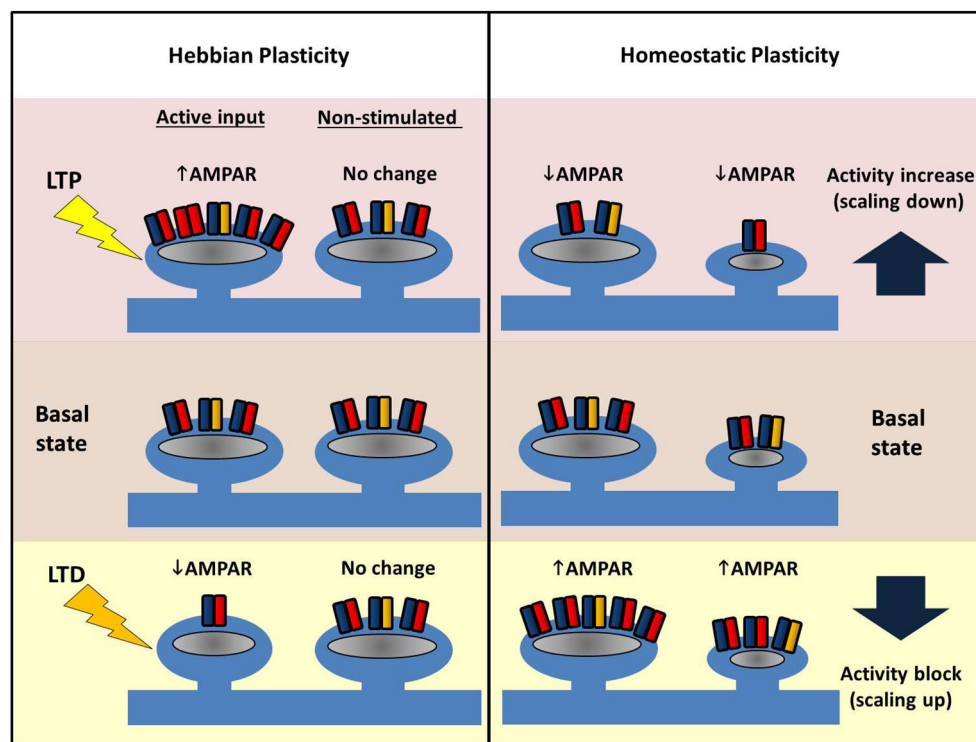 Hebbian Plasticity
Homeostatic Plasticity
Active input
Non-stimulated
LTP
↑AMPAR
No change
↓AMPAR
↓AMPAR
Activity increase
(scaling down)
Basal
state
Basal
state
LTD
↓AMPAR
No change
↑AMPAR
↑AMPAR
Activity block
(scaling up)